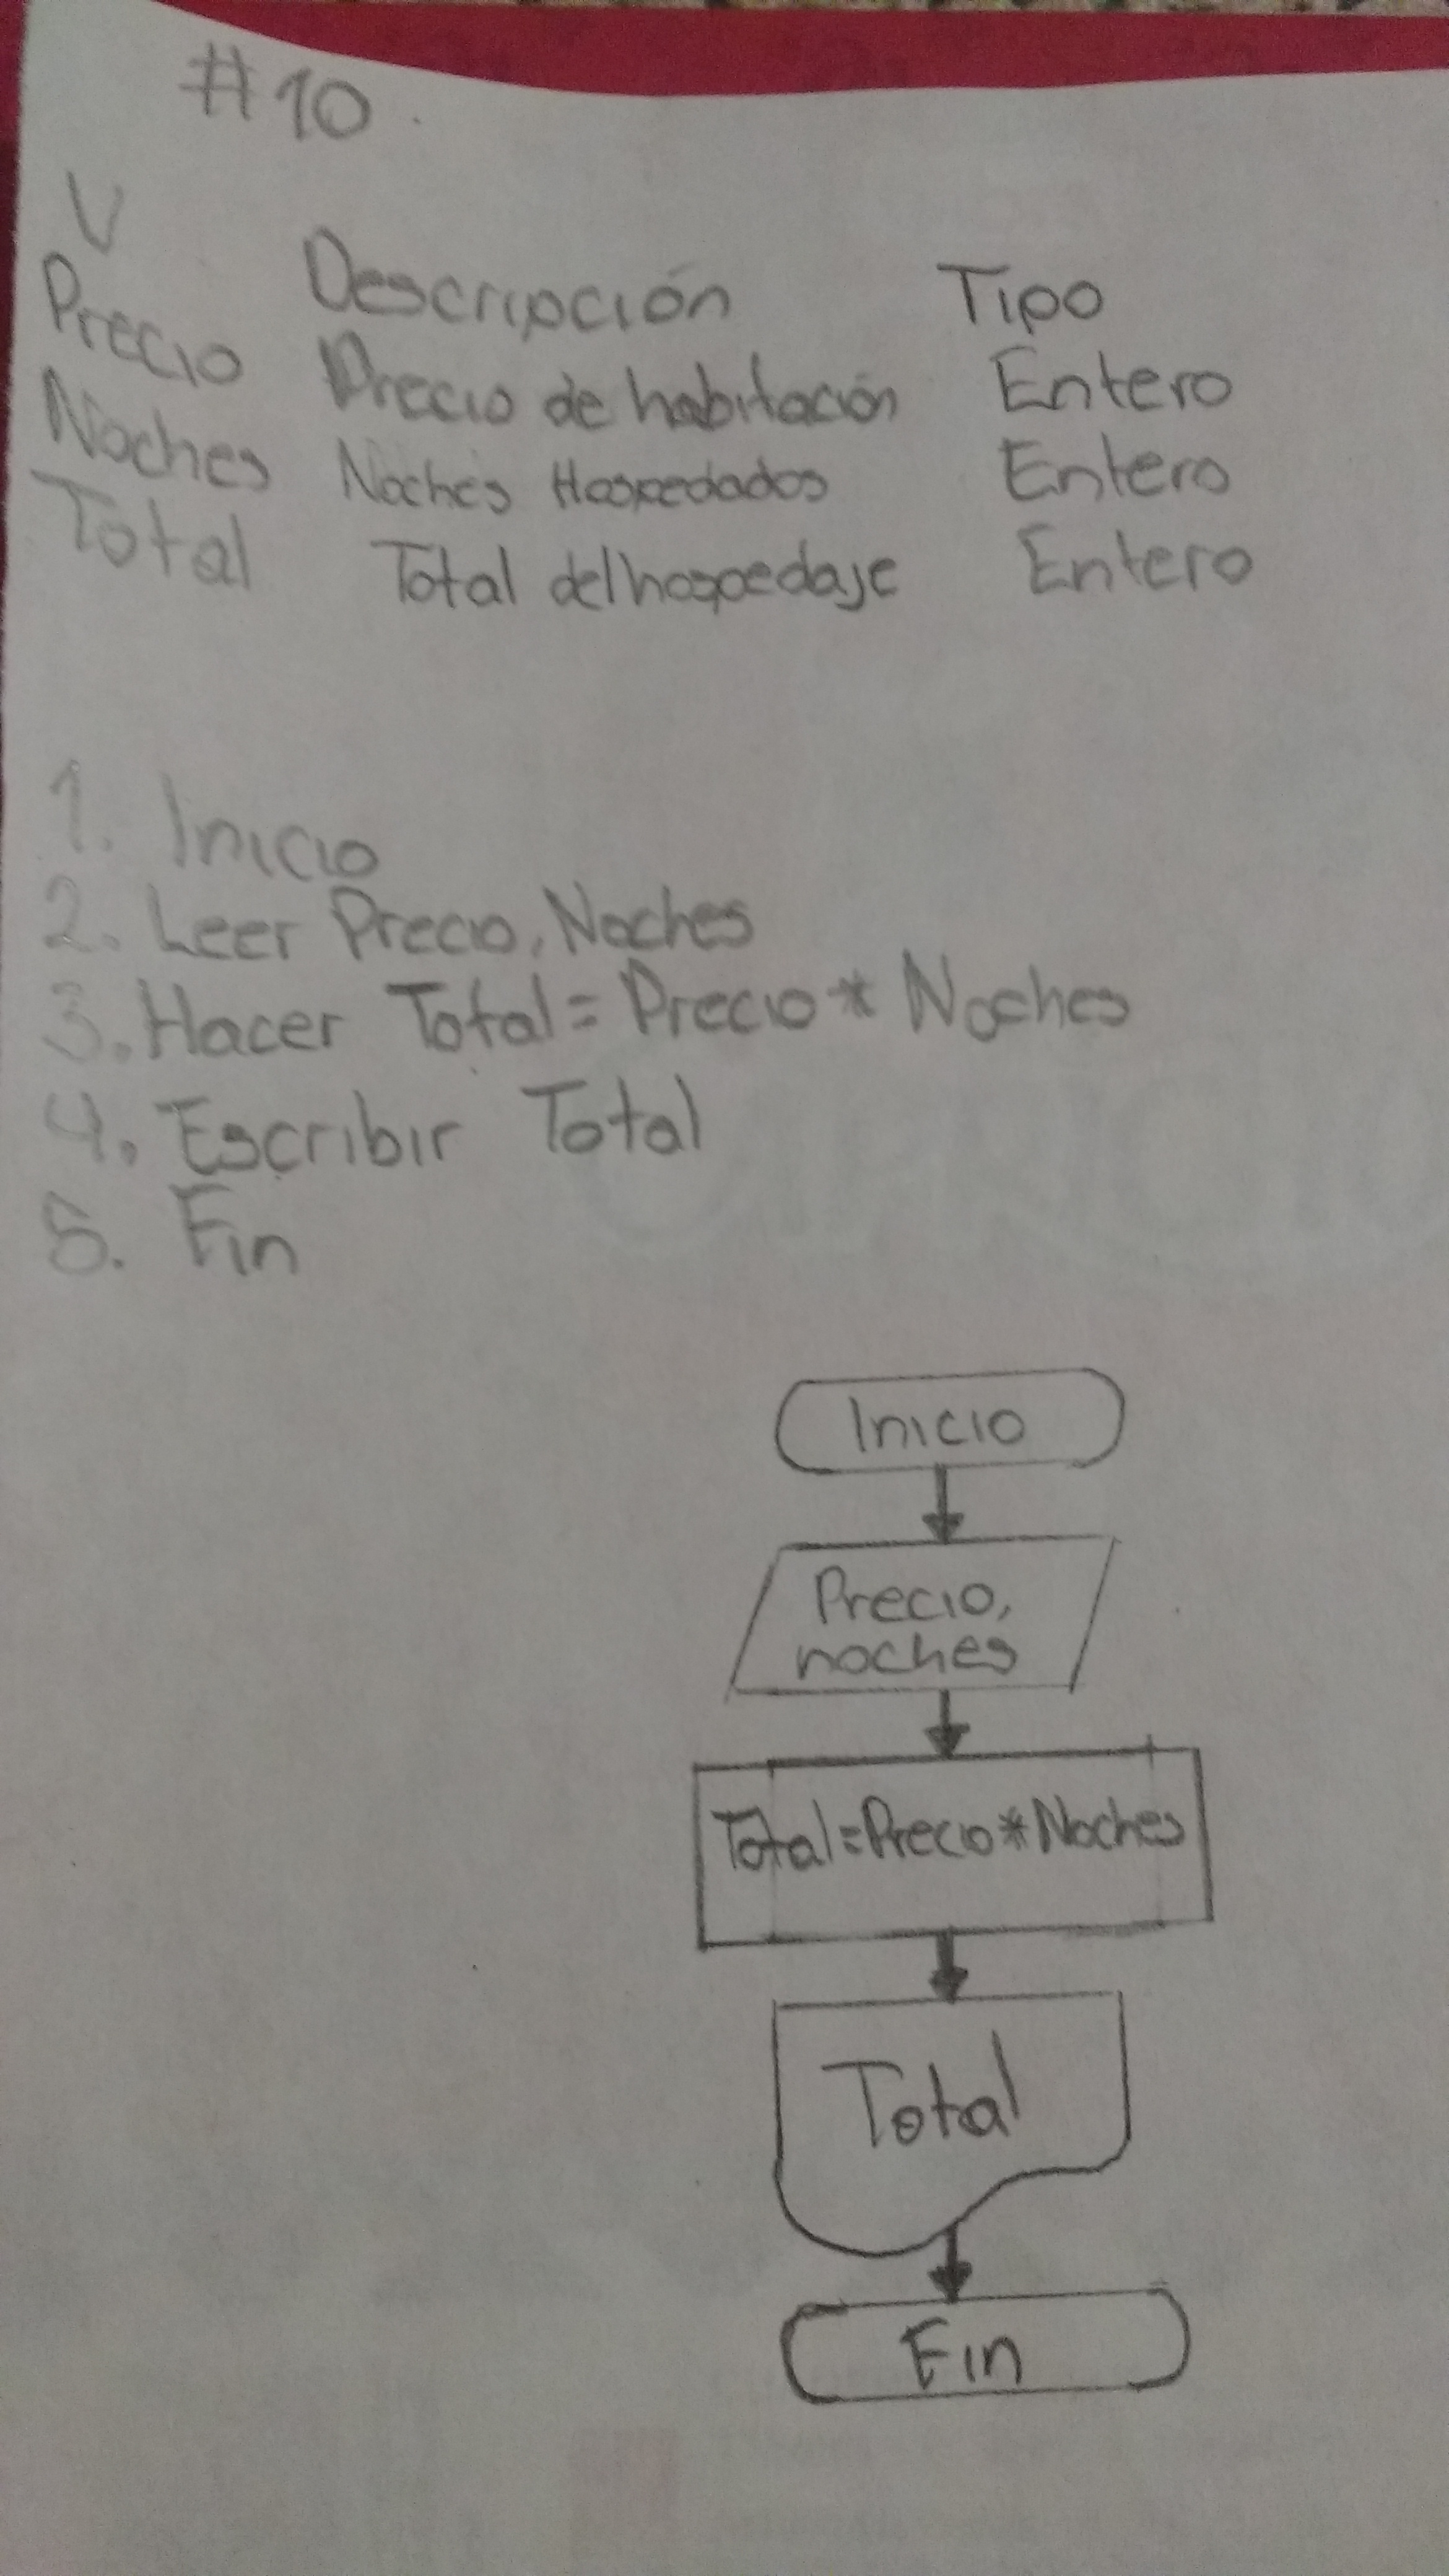 #10.
V Descripción Tipo
Precio Precio de habitación Entero
Noches Noches Hospedados Entero
Total Total del hospedaje Entero
1. Inicio
2. Leer Precio, Noches
3. Hacer Total = Precio * Noches
4. Escribir Total
5. Fin
Inicio
Precio,
noches
Total = Precio * Noches
Total
Fin